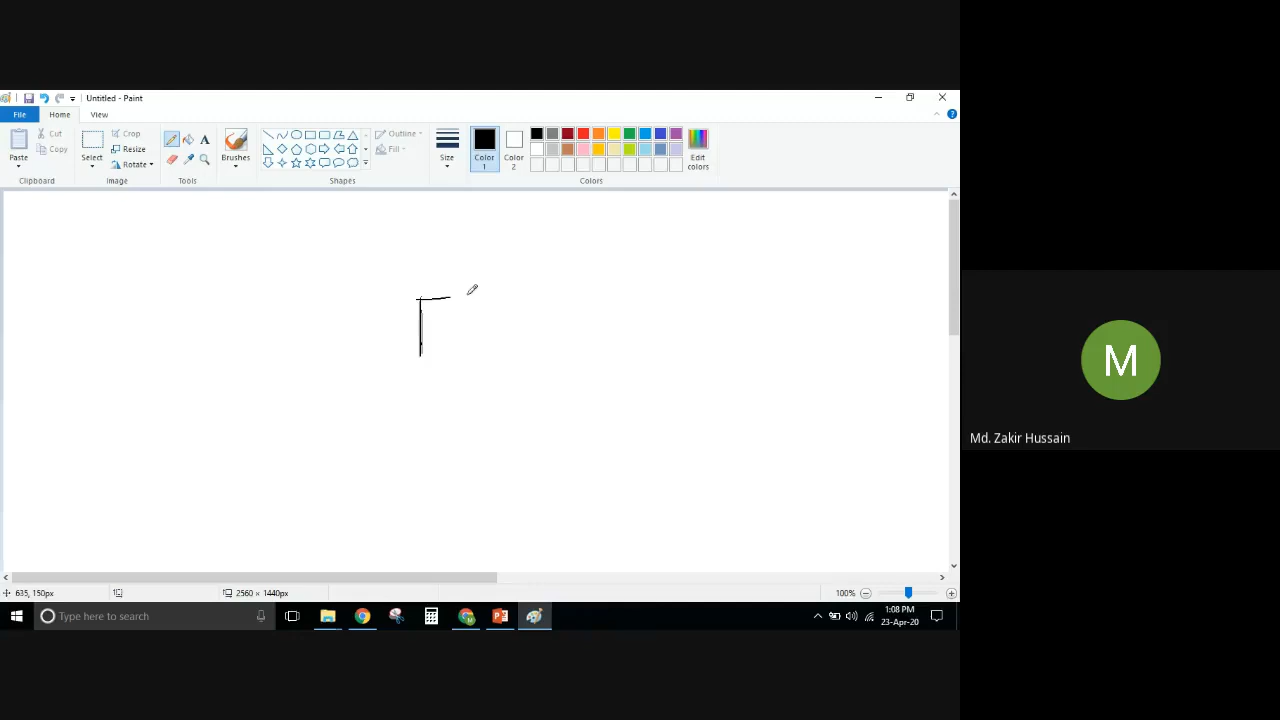 Untitled - Paint
File Home View
Paste
Cut
Copy
Clipboard
Select
Crop
Resize
Rotate
Image
A
Tools
Brushes
Outline
Fill
Shapes
Size
Color 1
Color 2
Edit colors
Colors
635, 150px
2560 × 1440px
100%
Type here to search
1:08 PM
23-Apr-20
M
Md. Zakir Hussain